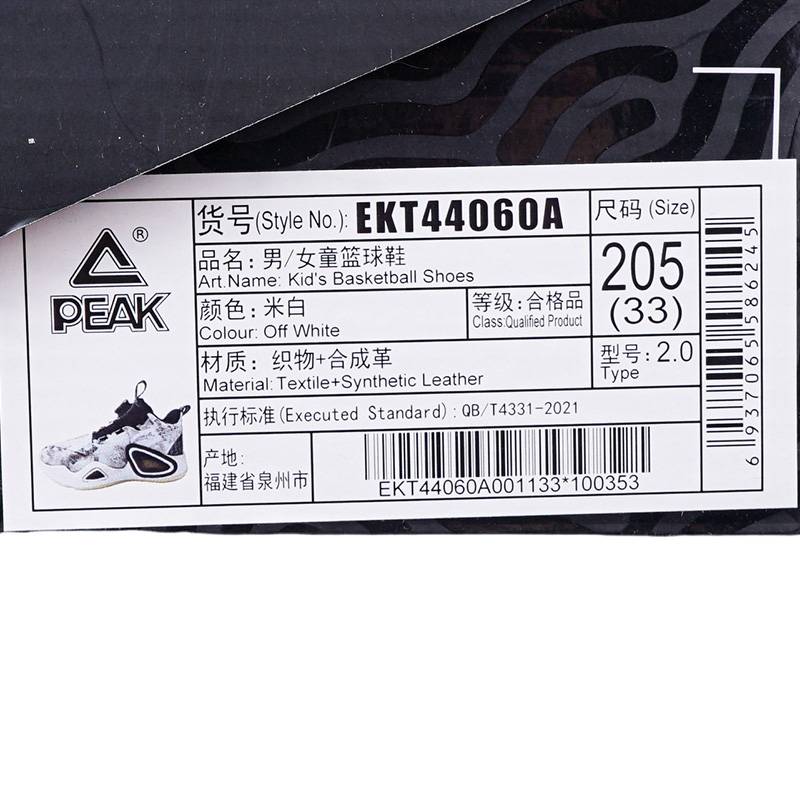 ®
PEAK
货号(Style No.): EKT44060A
尺码 (Size)
品名: 男/女童篮球鞋
Art.Name: Kid's Basketball Shoes
205
(33)
颜色: 米白
Colour: Off White
等级: 合格品
Class:Qualified Product
材质: 织物+合成革
Material: Textile+Synthetic Leather
型号: 2.0
Type
执行标准(Executed Standard): QB/T4331-2021
产地:
福建省泉州市
EKT44060A001133*100353
6937065586245